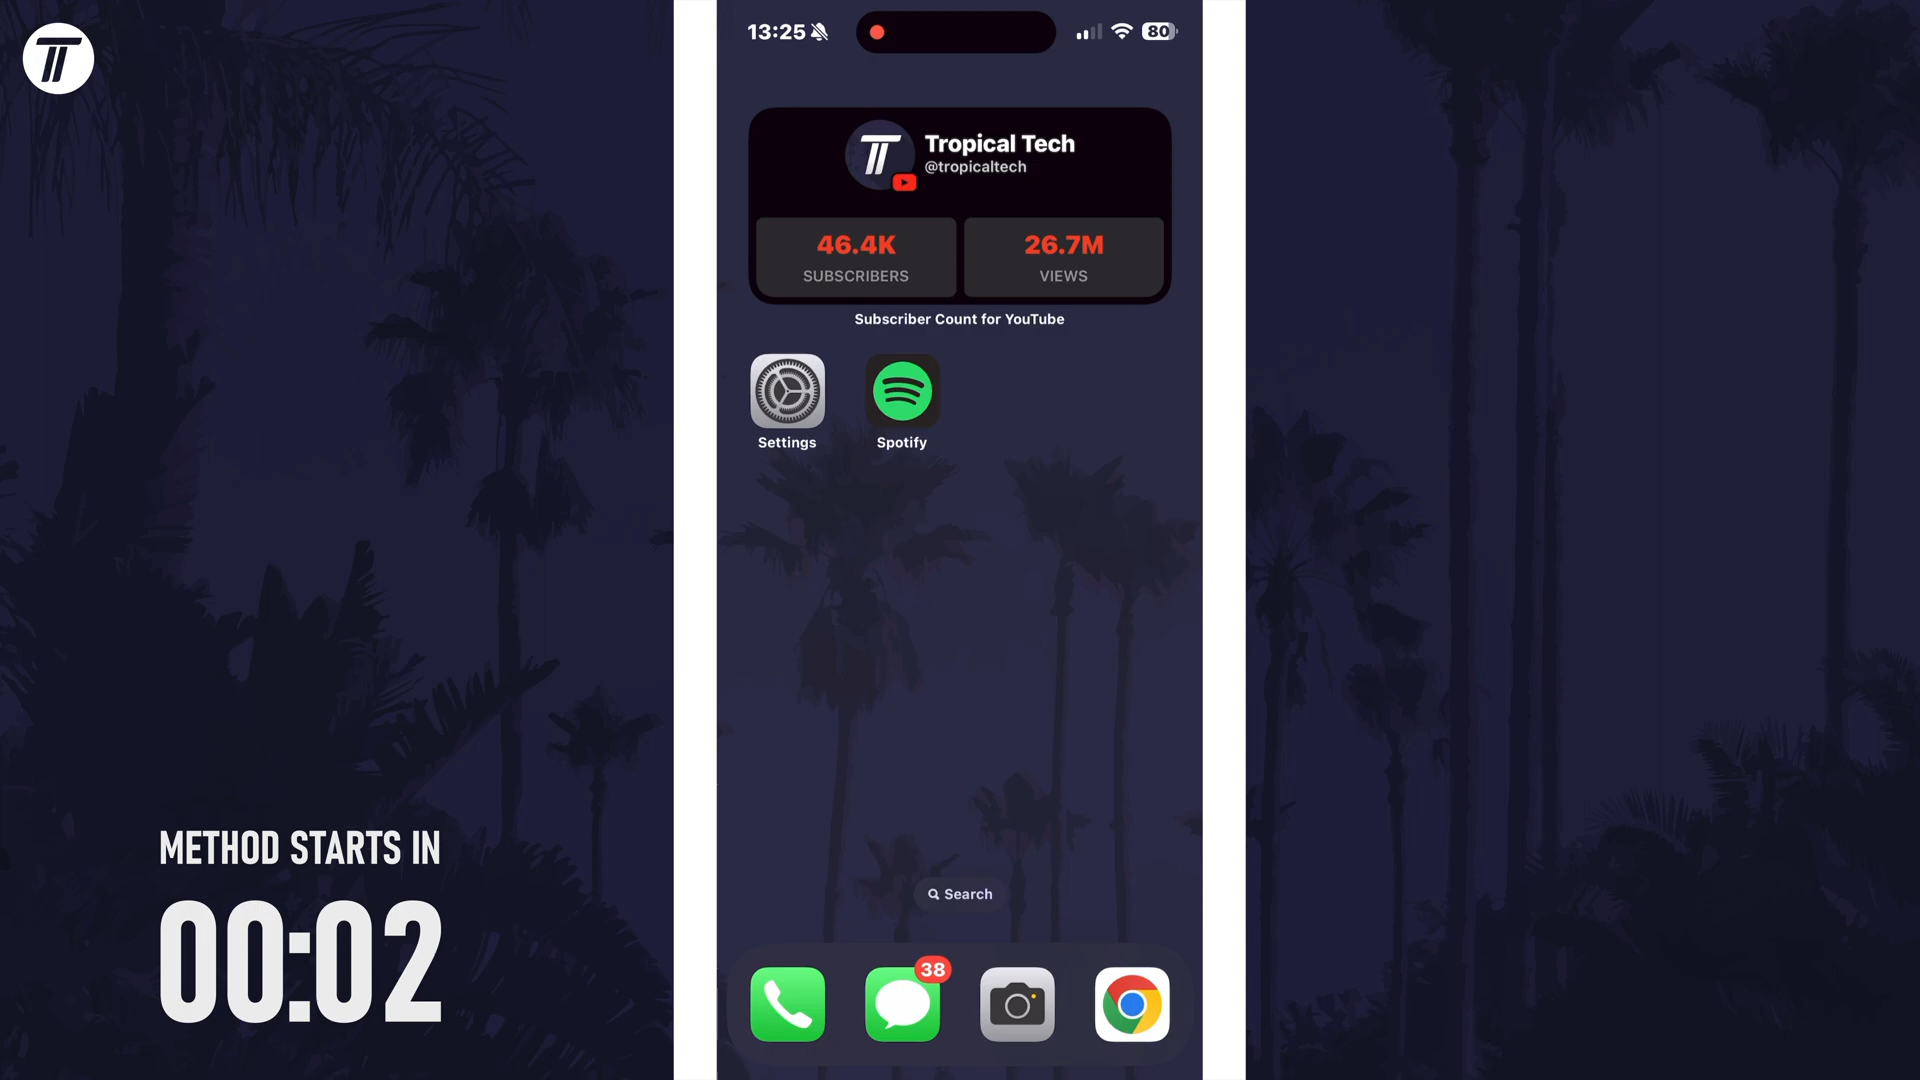 13:25
80
Tropical Tech
@tropicaltech
46.4K
SUBSCRIBERS
26.7M
VIEWS
Subscriber Count for YouTube
Settings
Spotify
METHOD STARTS IN
00:02
Search
38